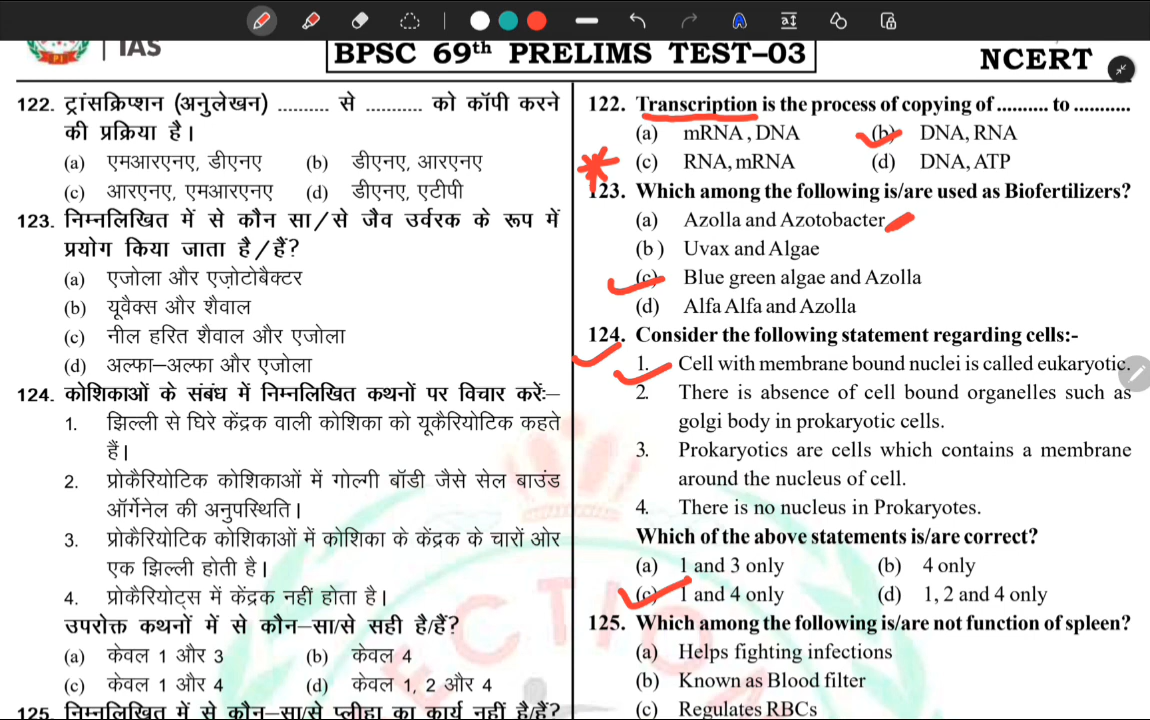 IAS
BPSC 69th PRELIMS TEST–03
NCERT
122. ट्रांसक्रिप्शन (अनुलेखन) .......... से ........... को कॉपी करने
की प्रक्रिया है।
(a) एमआरएनए, डीएनए (b) डीएनए, आरएनए
(c) आरएनए, एमआरएनए (d) डीएनए, एटीपी
123. निम्नलिखित में से कौन सा/से जैव उर्वरक के रूप में
प्रयोग किया जाता है/हैं?
(a) एजोला और एज़ोटोबैक्टर
(b) यूवैक्स और शैवाल
(c) नील हरित शैवाल और एजोला
(d) अल्फा–अल्फा और एजोला
124. कोशिकाओं के संबंध में निम्नलिखित कथनों पर विचार करें:–
1. झिल्ली से घिरे केंद्रक वाली कोशिका को यूकैरियोटिक कहते
हैं।
2. प्रोकैरियोटिक कोशिकाओं में गोल्गी बॉडी जैसे सेल बाउंड
ऑर्गेनेल की अनुपस्थिति।
3. प्रोकैरियोटिक कोशिकाओं में कोशिका के केंद्रक के चारों ओर
एक झिल्ली होती है।
4. प्रोकैरियोट्स में केंद्रक नहीं होता है।
उपरोक्त कथनों में से कौन–सा/से सही है/हैं?
(a) केवल 1 और 3 (b) केवल 4
(c) केवल 1 और 4 (d) केवल 1, 2 और 4
125. निम्नलिखित में से कौन–सा/से प्लीहा का कार्य नहीं है/हैं?
122. Transcription is the process of copying of .......... to ...........
(a) mRNA , DNA (b) DNA, RNA
(c) RNA, mRNA (d) DNA, ATP
123. Which among the following is/are used as Biofertilizers?
(a) Azolla and Azotobacter
(b ) Uvax and Algae
(c) Blue green algae and Azolla
(d) Alfa Alfa and Azolla
124. Consider the following statement regarding cells:-
1. Cell with membrane bound nuclei is called eukaryotic.
2. There is absence of cell bound organelles such as
golgi body in prokaryotic cells.
3. Prokaryotics are cells which contains a membrane
around the nucleus of cell.
4. There is no nucleus in Prokaryotes.
Which of the above statements is/are correct?
(a) 1 and 3 only (b) 4 only
(c) 1 and 4 only (d) 1, 2 and 4 only
125. Which among the following is/are not function of spleen?
(a) Helps fighting infections
(b) Known as Blood filter
(c) Regulates RBCs